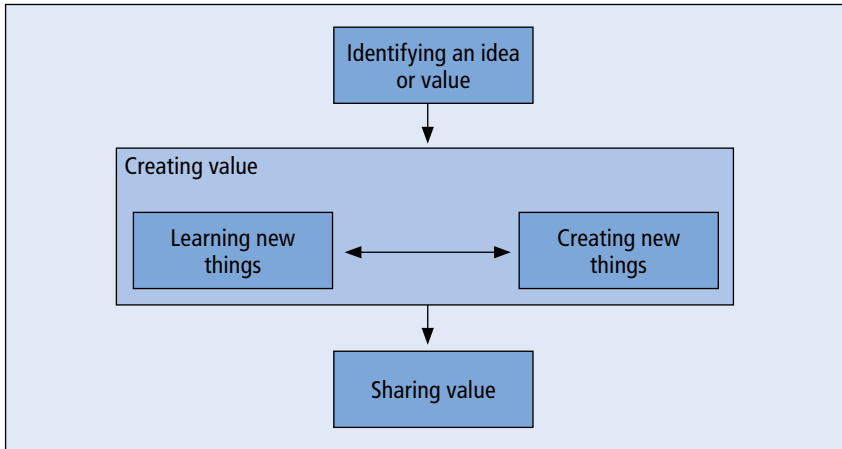 Identifying an idea
or value
Creating value
Learning new
things
Creating new
things
Sharing value